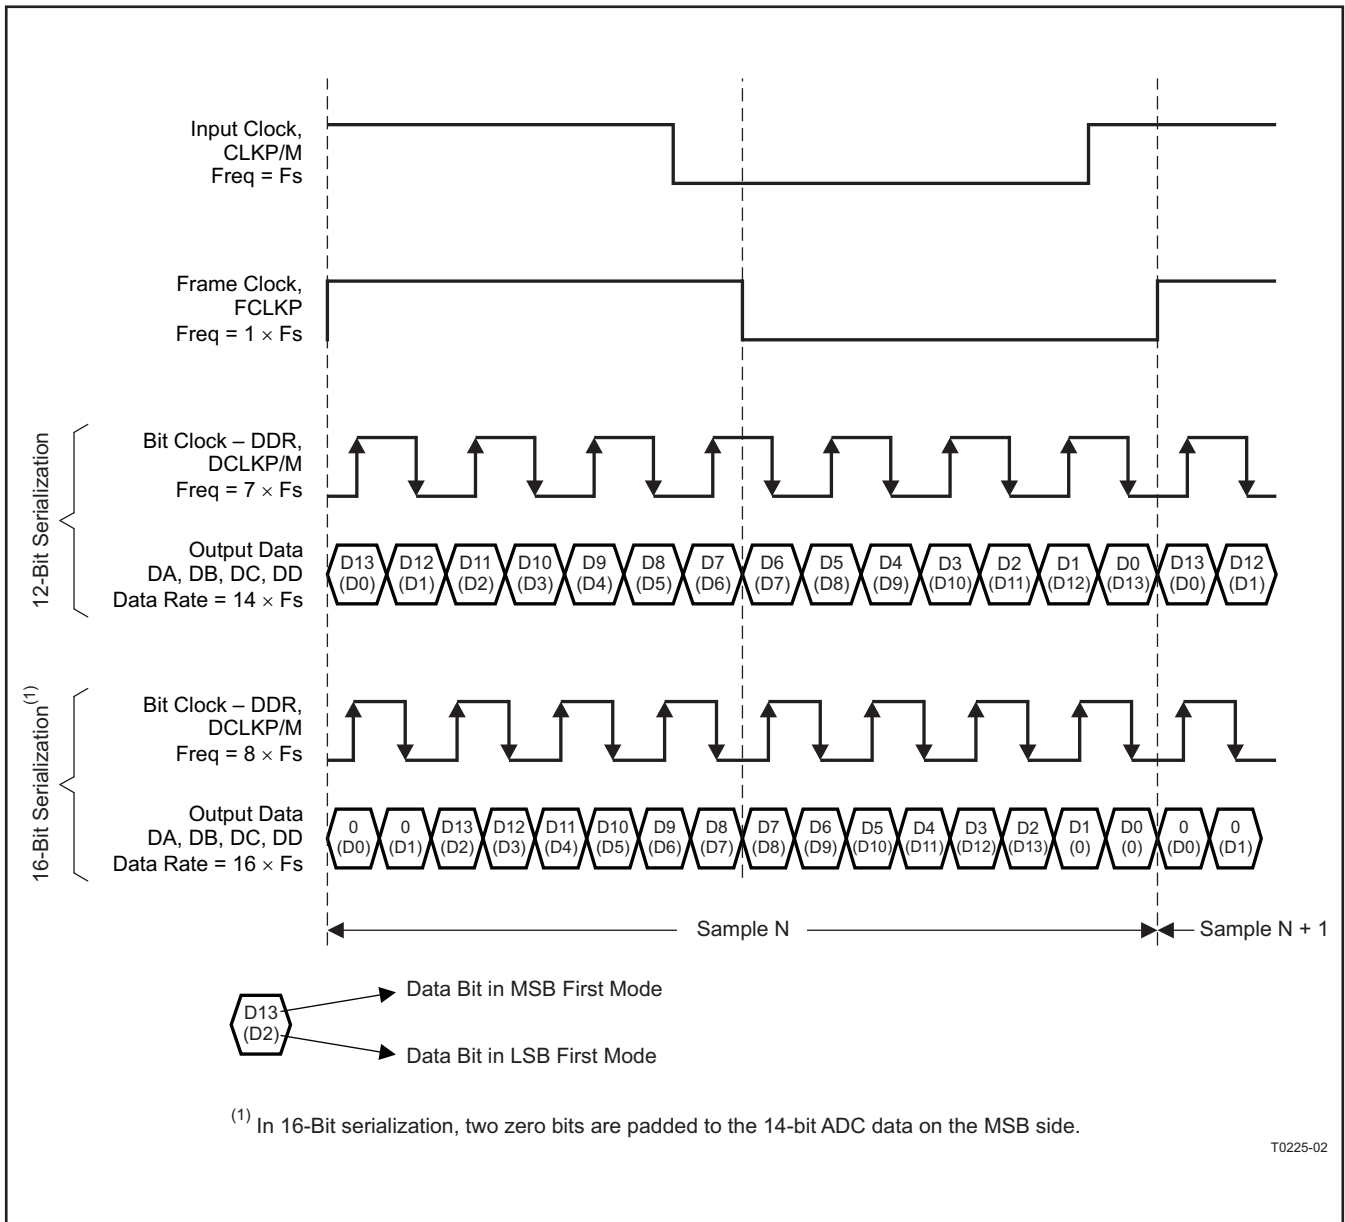 Input Clock,
CLKP/M
Freq = Fs
Frame Clock,
FCLKP
Freq = 1 × Fs
12-Bit Serialization
Bit Clock – DDR,
DCLKP/M
Freq = 7 × Fs
Output Data
DA, DB, DC, DD
Data Rate = 14 × Fs
D13 D12 D11 D10 D9 D8 D7 D6 D5 D4 D3 D2 D1 D0 D13 D12
(D0) (D1) (D2) (D3) (D4) (D5) (D6) (D7) (D8) (D9) (D10) (D11) (D12) (D13) (D0) (D1)
16-Bit Serialization(1)
Bit Clock – DDR,
DCLKP/M
Freq = 8 × Fs
Output Data
DA, DB, DC, DD
Data Rate = 16 × Fs
0 0 D13 D12 D11 D10 D9 D8 D7 D6 D5 D4 D3 D2 D1 D0 0 0
(D0) (D1) (D2) (D3) (D4) (D5) (D6) (D7) (D8) (D9) (D10) (D11) (D12) (D13) (0) (0) (D0) (D1)
Sample N
Sample N + 1
D13
(D2)
Data Bit in MSB First Mode
Data Bit in LSB First Mode
(1) In 16-Bit serialization, two zero bits are padded to the 14-bit ADC data on the MSB side.
T0225-02